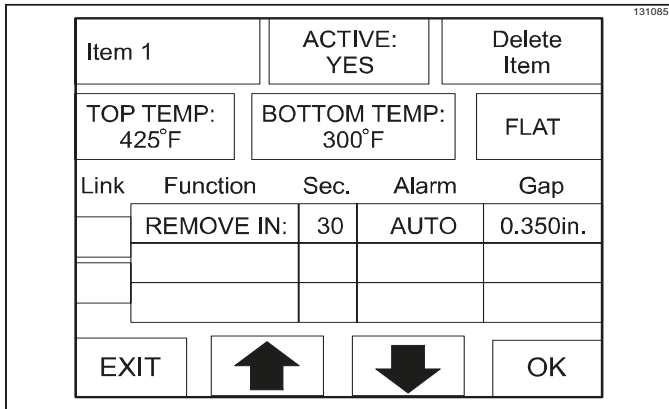 131085
Item 1
ACTIVE:
YES
Delete
Item
TOP TEMP:
425°F
BOTTOM TEMP:
300°F
FLAT
Link Function Sec. Alarm Gap
REMOVE IN: 30 AUTO 0.350in.
EXIT
OK